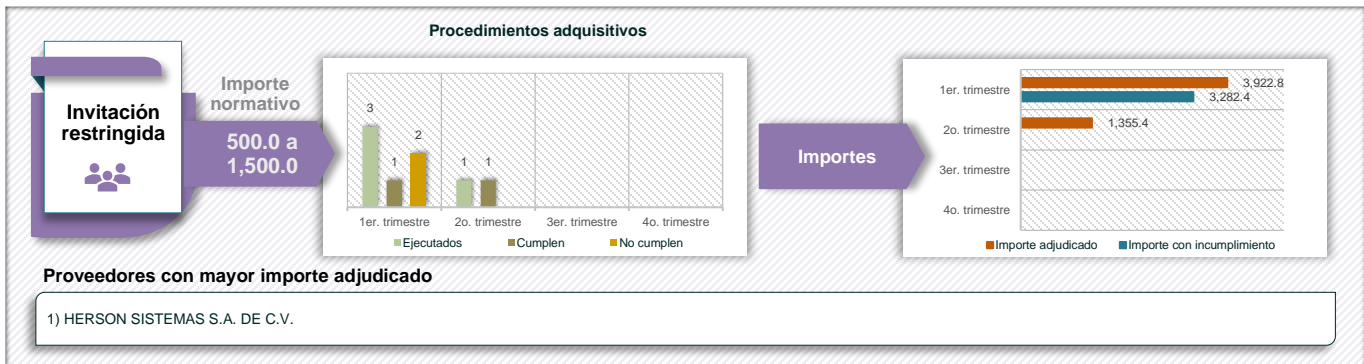 Procedimientos adquisitivos
Invitación
restringida
Importe
normativo
500.0 a
1,500.0
3
1
2
1
1
1er. trimestre
2o. trimestre
3er. trimestre
4o. trimestre
Ejecutados
Cumplen
No cumplen
Importes
1er. trimestre
3,922.8
3,282.4
2o. trimestre
1,355.4
3er. trimestre
4o. trimestre
Importe adjudicado
Importe con incumplimiento
Proveedores con mayor importe adjudicado
1) HERSON SISTEMAS S.A. DE C.V.